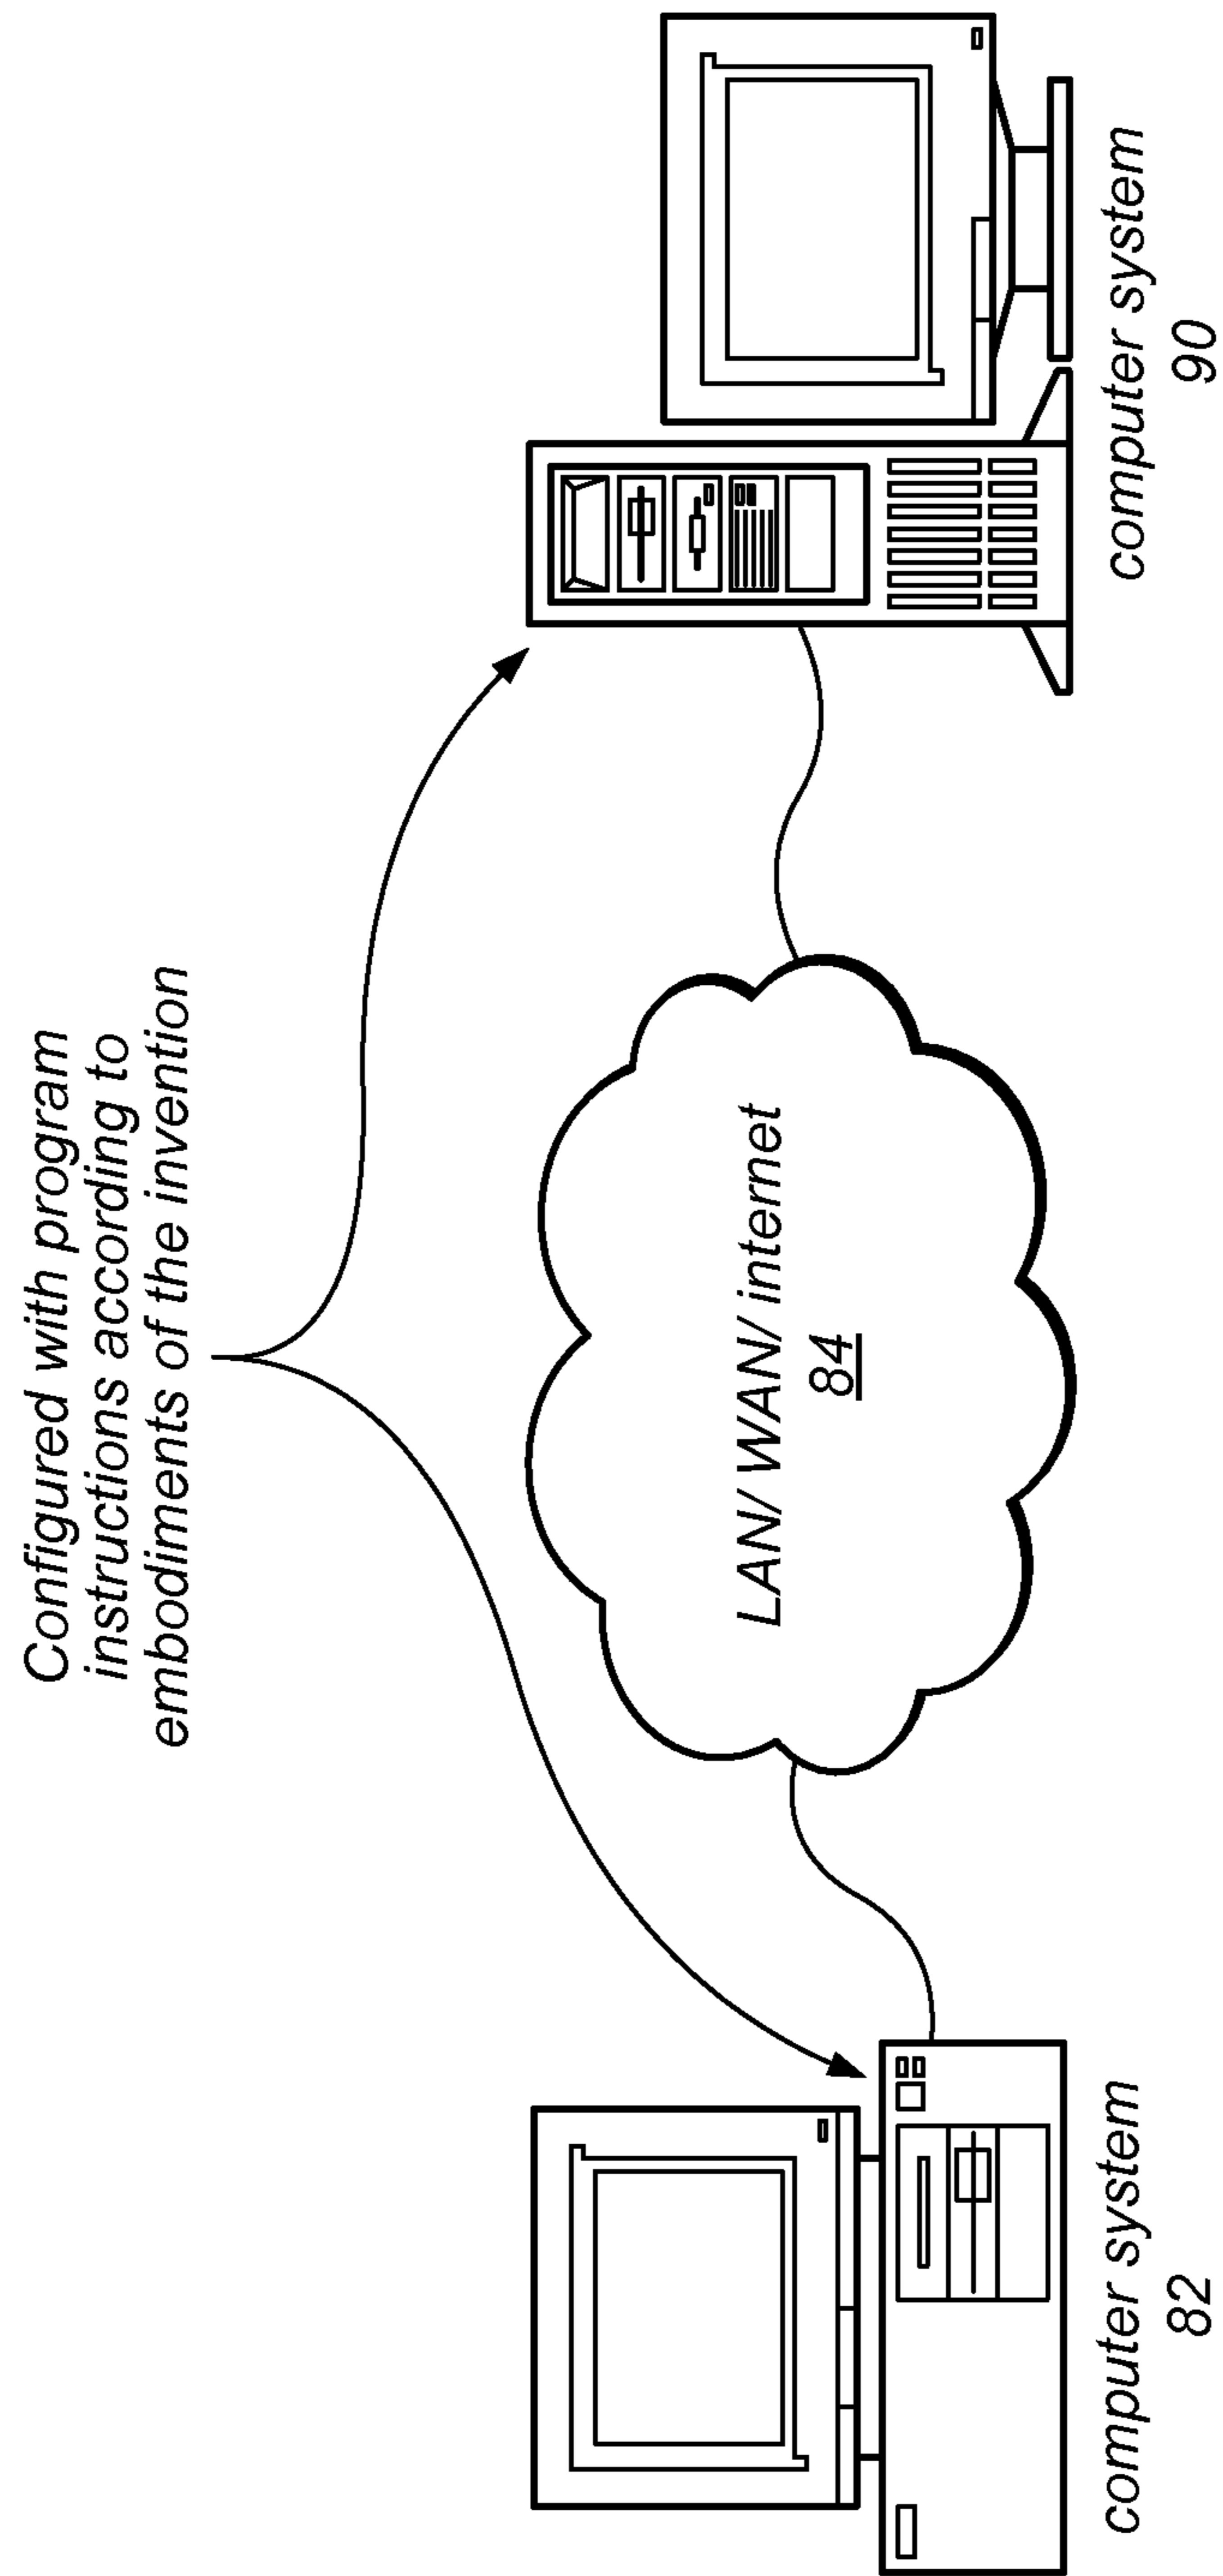 Configured with program
instructions according to
embodiments of the invention
LAN/ WAN/ internet
84
computer system
82
computer system
90